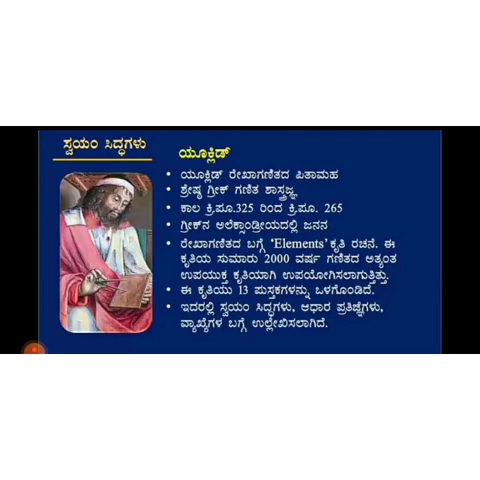 ಸ್ವಯಂ ಸಿದ್ಧಗಳು
ಯೂಕ್ಲಿಡ್
• ಯೂಕ್ಲಿಡ್ ರೇಖಾಗಣಿತದ ಪಿತಾಮಹ
• ಶ್ರೇಷ್ಠ ಗ್ರೀಕ್ ಗಣಿತ ಶಾಸ್ತ್ರಜ್ಞ
• ಕಾಲ ಕ್ರಿ.ಪೂ.325 ರಿಂದ ಕ್ರಿ.ಪೂ. 265
• ಗ್ರೀಕ್‌ನ ಅಲೆಕ್ಸಾಂಡ್ರೀಯದಲ್ಲಿ ಜನನ
• ರೇಖಾಗಣಿತದ ಬಗ್ಗೆ 'Elements' ಕೃತಿ ರಚನೆ. ಈ
ಕೃತಿಯ ಸುಮಾರು 2000 ವರ್ಷ ಗಣಿತದ ಅತ್ಯಂತ
ಉಪಯುಕ್ತ ಕೃತಿಯಾಗಿ ಉಪಯೋಗಿಸಲಾಗುತ್ತಿತ್ತು.
• ಈ ಕೃತಿಯು 13 ಪುಸ್ತಕಗಳನ್ನು ಒಳಗೊಂಡಿದೆ.
• ಇದರಲ್ಲಿ ಸ್ವಯಂ ಸಿದ್ಧಗಳು, ಆಧಾರ ಪ್ರತಿಜ್ಞೆಗಳು,
ವ್ಯಾಖ್ಯೆಗಳ ಬಗ್ಗೆ ಉಲ್ಲೇಖಿಸಲಾಗಿದೆ.